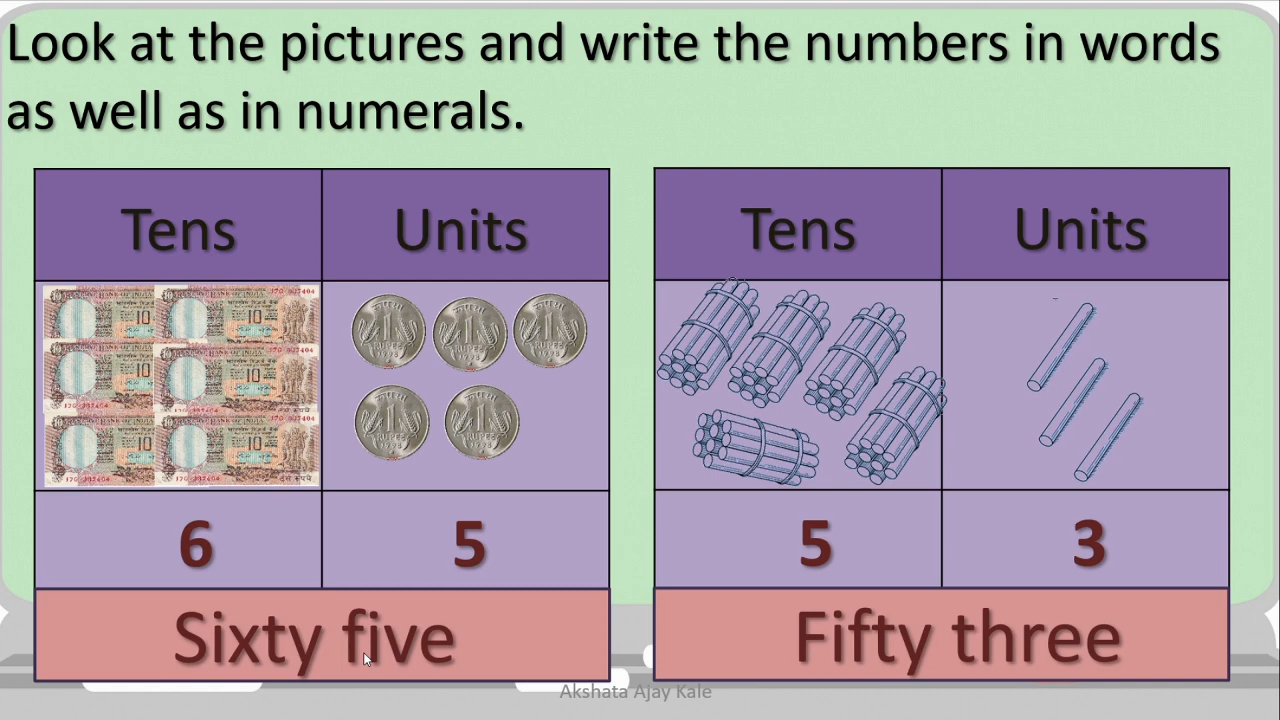 Look at the pictures and write the numbers in words
as well as in numerals.
Tens Units
6 5
Sixty five
Tens Units
5 3
Fifty three
Akshata Ajay Kale